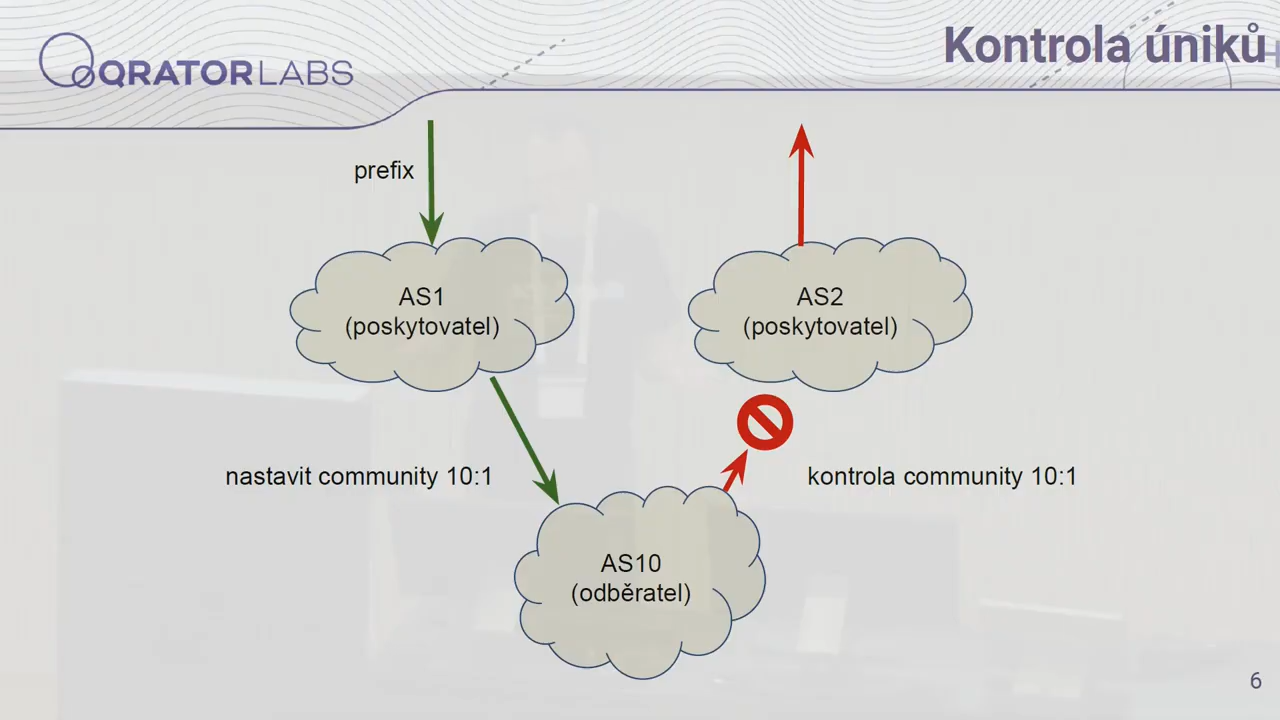 QRATORLABS
Kontrola úniků
prefix
AS1
(poskytovatel)
AS2
(poskytovatel)
nastavit community 10:1
kontrola community 10:1
AS10
(odběratel)
6